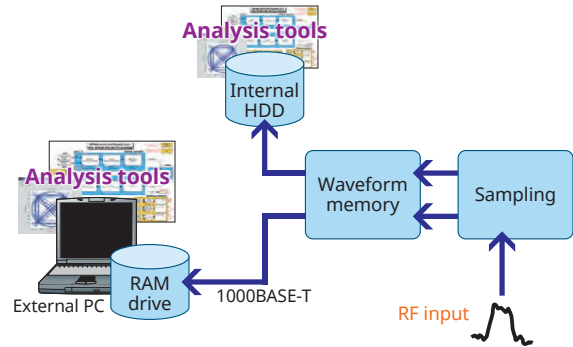 Analysis tools
Internal
HDD
Analysis tools
Waveform
memory
Sampling
RAM
drive
External PC
1000BASE-T
RF input